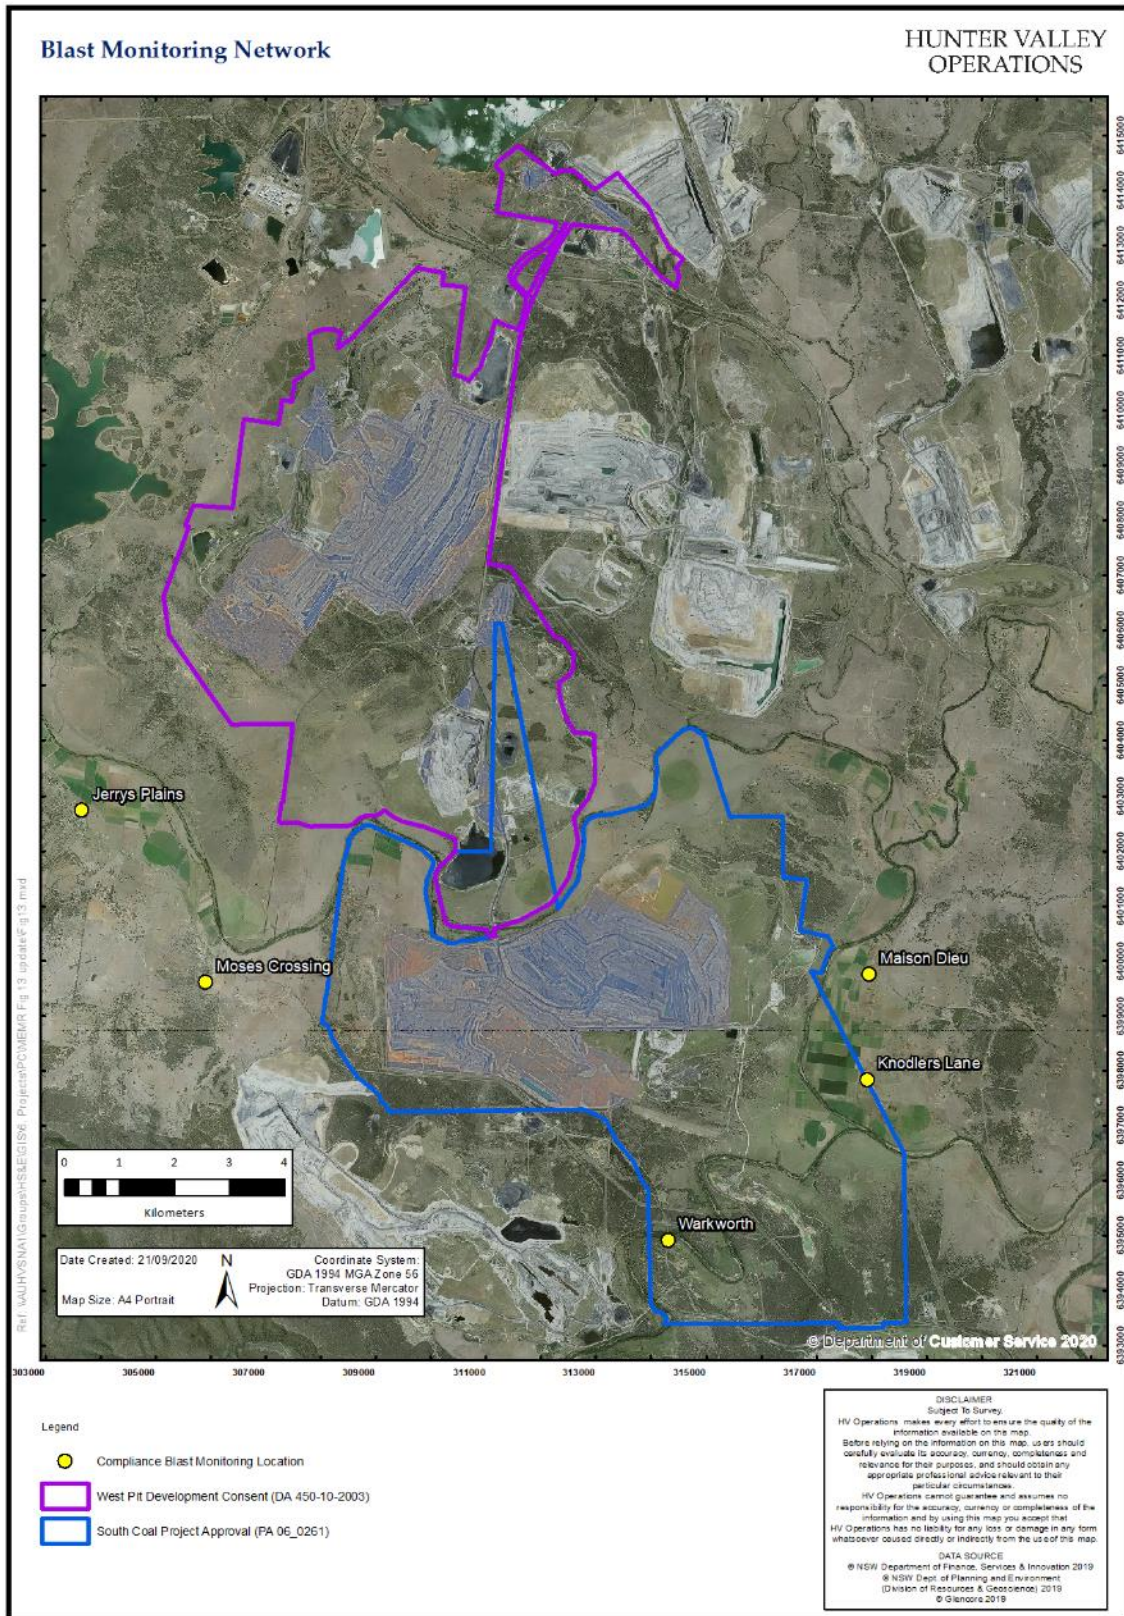 Blast Monitoring Network
HUNTER VALLEY
OPERATIONS
6415000
6414000
6413000
6412000
6411000
6410000
6409000
6408000
6407000
6406000
6405000
6404000
6403000
6402000
6401000
6400000
6399000
6398000
6397000
6396000
6395000
6394000
6393000
Jerrys Plains
Moses Crossing
Maison Dieu
Knodlers Lane
Warkworth
0 1 2 3 4
Kilometers
Date Created: 21/09/2020
Map Size: A4 Portrait
N
Coordinate System:
GDA 1994 MGA Zone 56
Projection: Transverse Mercator
Datum: GDA 1994
© Department of Customer Service 2020
303000 305000 307000 309000 311000 313000 315000 317000 319000 321000
Legend
Compliance Blast Monitoring Location
West Pit Development Consent (DA 450-10-2003)
South Coal Project Approval (PA 06_0261)
DISCLAIMER
Subject To Survey.
HV Operations makes every effort to ensure the quality of the
information available on this map.
Before relying on the information on this map, users should
carefully evaluate its accuracy, currency, completeness and
relevance for their purposes, and should obtain any
appropriate professional advice relevant to their
particular circumstances.
HV Operations cannot guarantee and assumes no
responsibility for the accuracy, currency or completeness of the
information and by using this map you accept that
HV Operations has no liability for any loss or damage in any form
whatsoever caused directly or indirectly from the use of this map.
DATA SOURCE
© NSW Department of Finance, Services & Innovation 2019
© NSW Dept. of Planning and Environment
(Division of Resources & Geoscience) 2019
© Glencore 2019